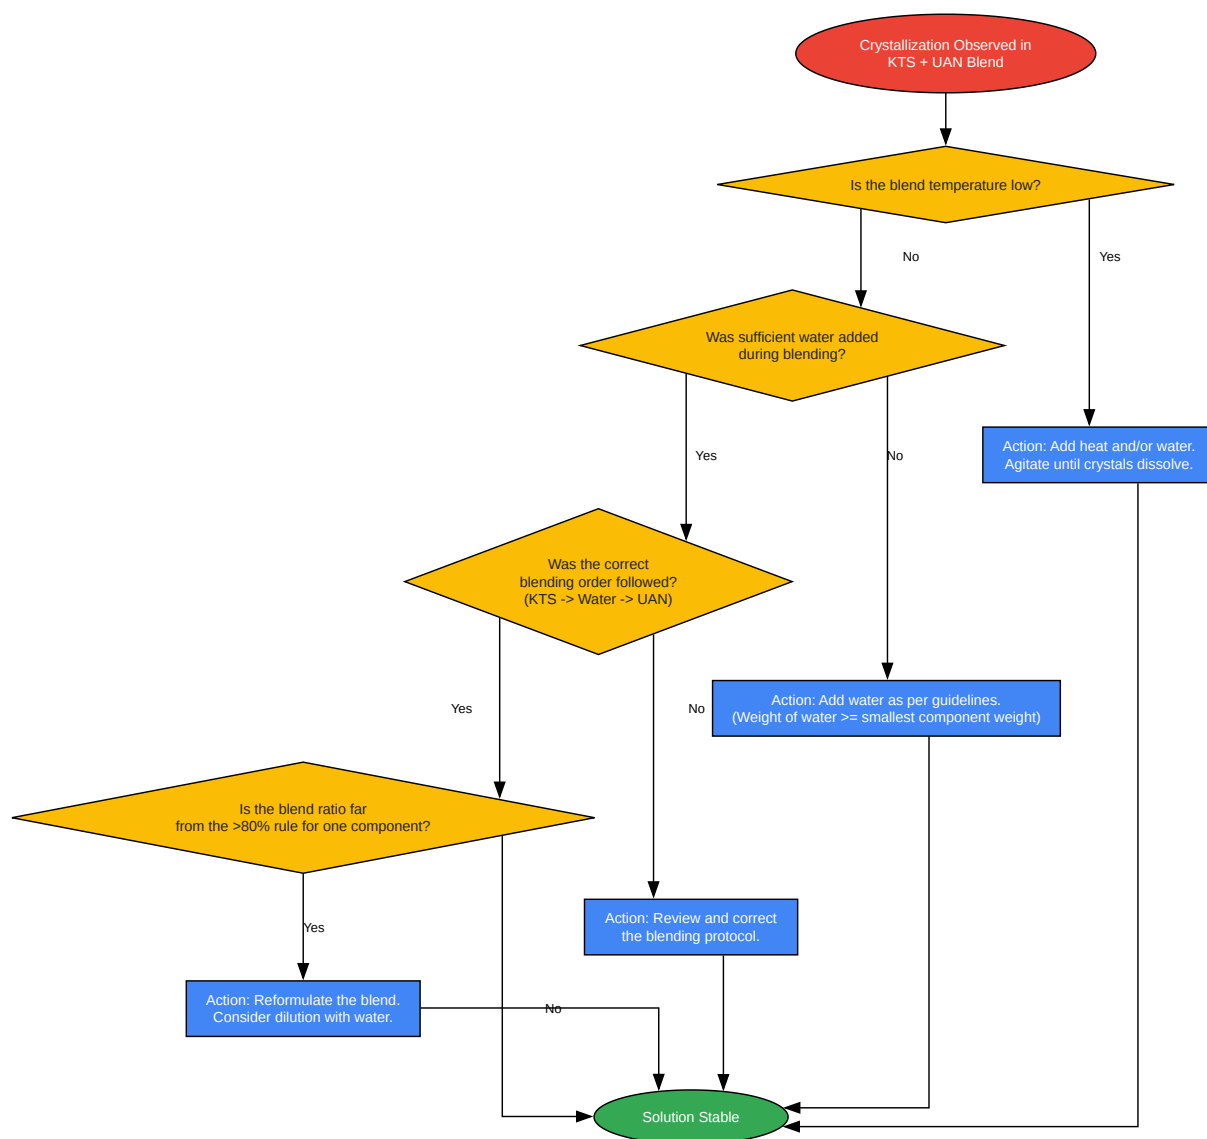 Crystallization Observed in
KTS + UAN Blend
Is the blend temperature low?
No
Yes
Was sufficient water added
during blending?
Action: Add heat and/or water.
Agitate until crystals dissolve.
Yes
No
Was the correct
blending order followed?
(KTS -> Water -> UAN)
Action: Add water as per guidelines.
(Weight of water >= smallest component weight)
Yes
No
Is the blend ratio far
from the >80% rule for one component?
Action: Review and correct
the blending protocol.
Yes
Action: Reformulate the blend.
Consider dilution with water.
No
Solution Stable